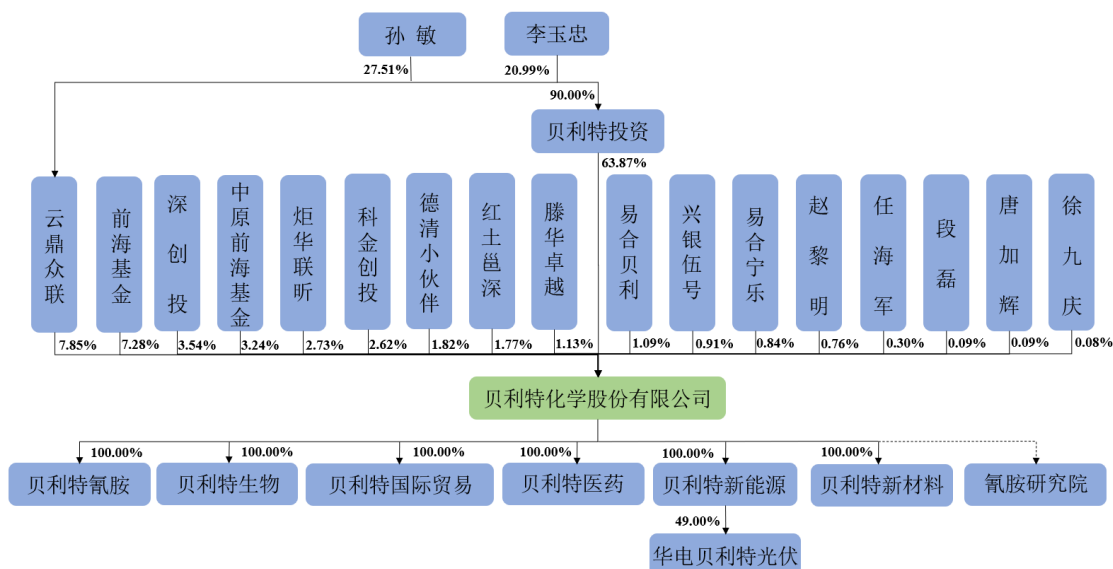 孙 敏
李玉忠
27.51%
20.99%
90.00%
贝利特投资
63.87%
云鼎众联
前海基金
深创投
中原前海基金
炬华联昕
科金创投
德清小伙伴
红土邕深
滕华卓越
易合贝利
兴银伍号
易合宁乐
赵黎明
任海军
段磊
唐加辉
徐九庆
7.85%
7.28%
3.54%
3.24%
2.73%
2.62%
1.82%
1.77%
1.13%
1.09%
0.91%
0.84%
0.76%
0.30%
0.09%
0.09%
0.08%
贝利特化学股份有限公司
100.00%
100.00%
100.00%
100.00%
100.00%
100.00%
贝利特氰胺
贝利特生物
贝利特国际贸易
贝利特医药
贝利特新能源
贝利特新材料
氰胺研究院
49.00%
华电贝利特光伏